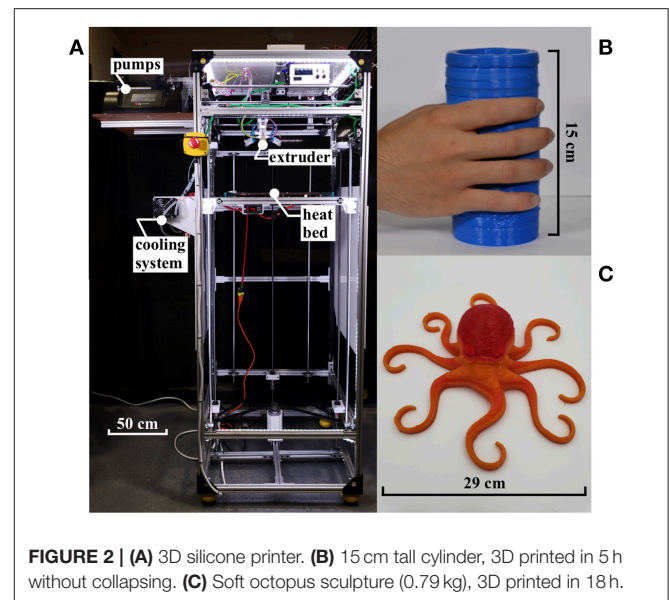 A
pumps
extruder
heat
bed
cooling
system
50 cm
B
15 cm
C
29 cm
FIGURE 2 | (A) 3D silicone printer. (B) 15 cm tall cylinder, 3D printed in 5 h
without collapsing. (C) Soft octopus sculpture (0.79 kg), 3D printed in 18 h.